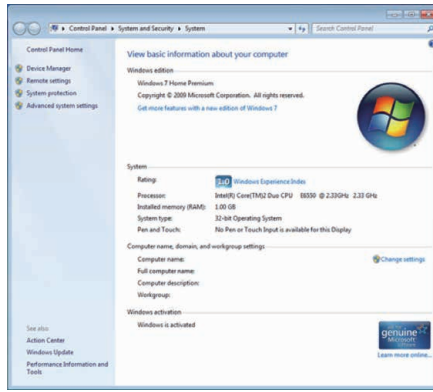 Control Panel ▸ System and Security ▸ System
Search Control Panel
Control Panel Home
Device Manager
Remote settings
System protection
Advanced system settings
See also
Action Center
Windows Update
Performance Information and
Tools
View basic information about your computer
Windows edition
Windows 7 Home Premium
Copyright © 2009 Microsoft Corporation. All rights reserved.
Get more features with a new edition of Windows 7
System
Rating:
1.0 Windows Experience Index
Processor:
Intel(R) Core(TM)2 Duo CPU E6550 @ 2.33GHz 2.33 GHz
Installed memory (RAM):
1.00 GB
System type:
32-bit Operating System
Pen and Touch:
No Pen or Touch Input is available for this Display
Computer name, domain, and workgroup settings
Computer name:
Change settings
Full computer name:
Computer description:
Workgroup:
Windows activation
Windows is activated
genuine
Microsoft
Learn more online...